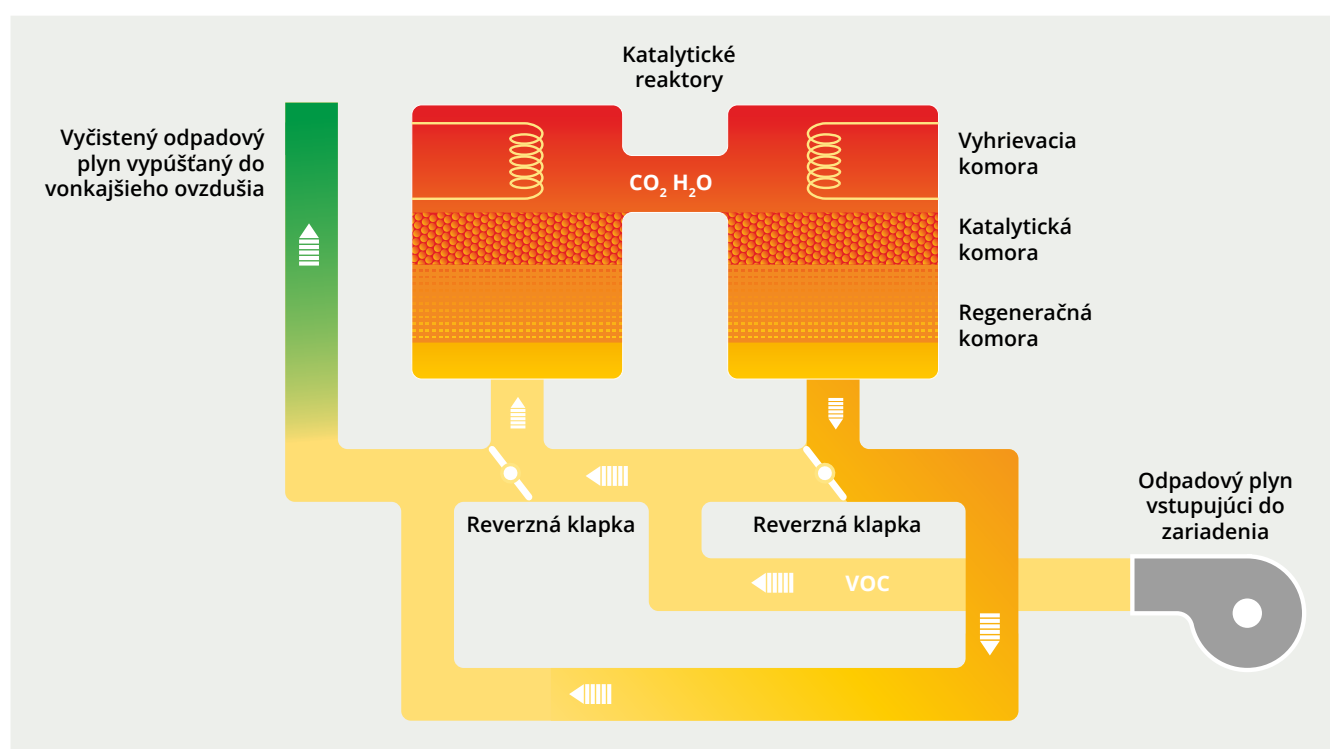 Katalytické
reaktory
Vyčistený odpadový
plyn vypúšťaný do
vonkajšieho ovzdušia
Vyhrievacia
komora
CO₂ H₂O
Katalytická
komora
Regeneračná
komora
Odpadový plyn
vstupujúci do
zariadenia
Reverzná klapka
Reverzná klapka
VOC